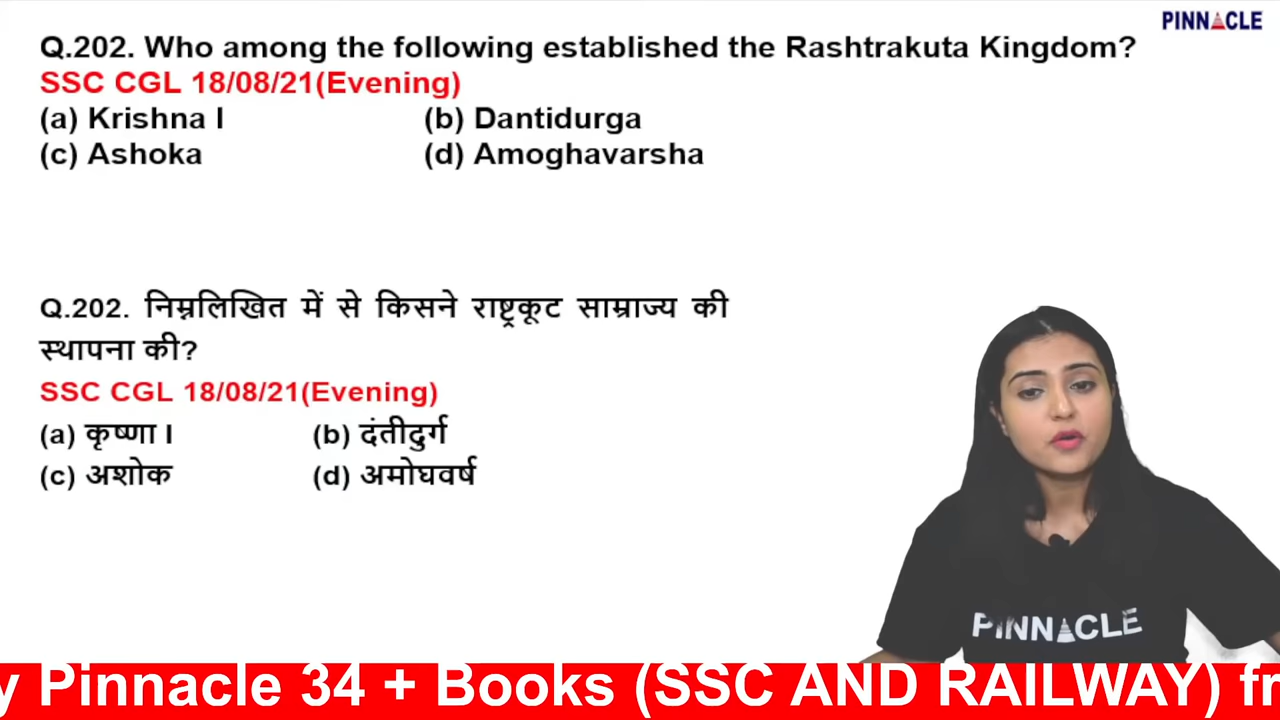 PINNACLE
Q.202. Who among the following established the Rashtrakuta Kingdom?
SSC CGL 18/08/21(Evening)
(a) Krishna I (b) Dantidurga
(c) Ashoka (d) Amoghavarsha
Q.202. निम्नलिखित में से किसने राष्ट्रकूट साम्राज्य की
स्थापना की?
SSC CGL 18/08/21(Evening)
(a) कृष्णा I (b) दंतीदुर्ग
(c) अशोक (d) अमोघवर्ष
PINNACLE
y Pinnacle 34 + Books (SSC AND RAILWAY) fr